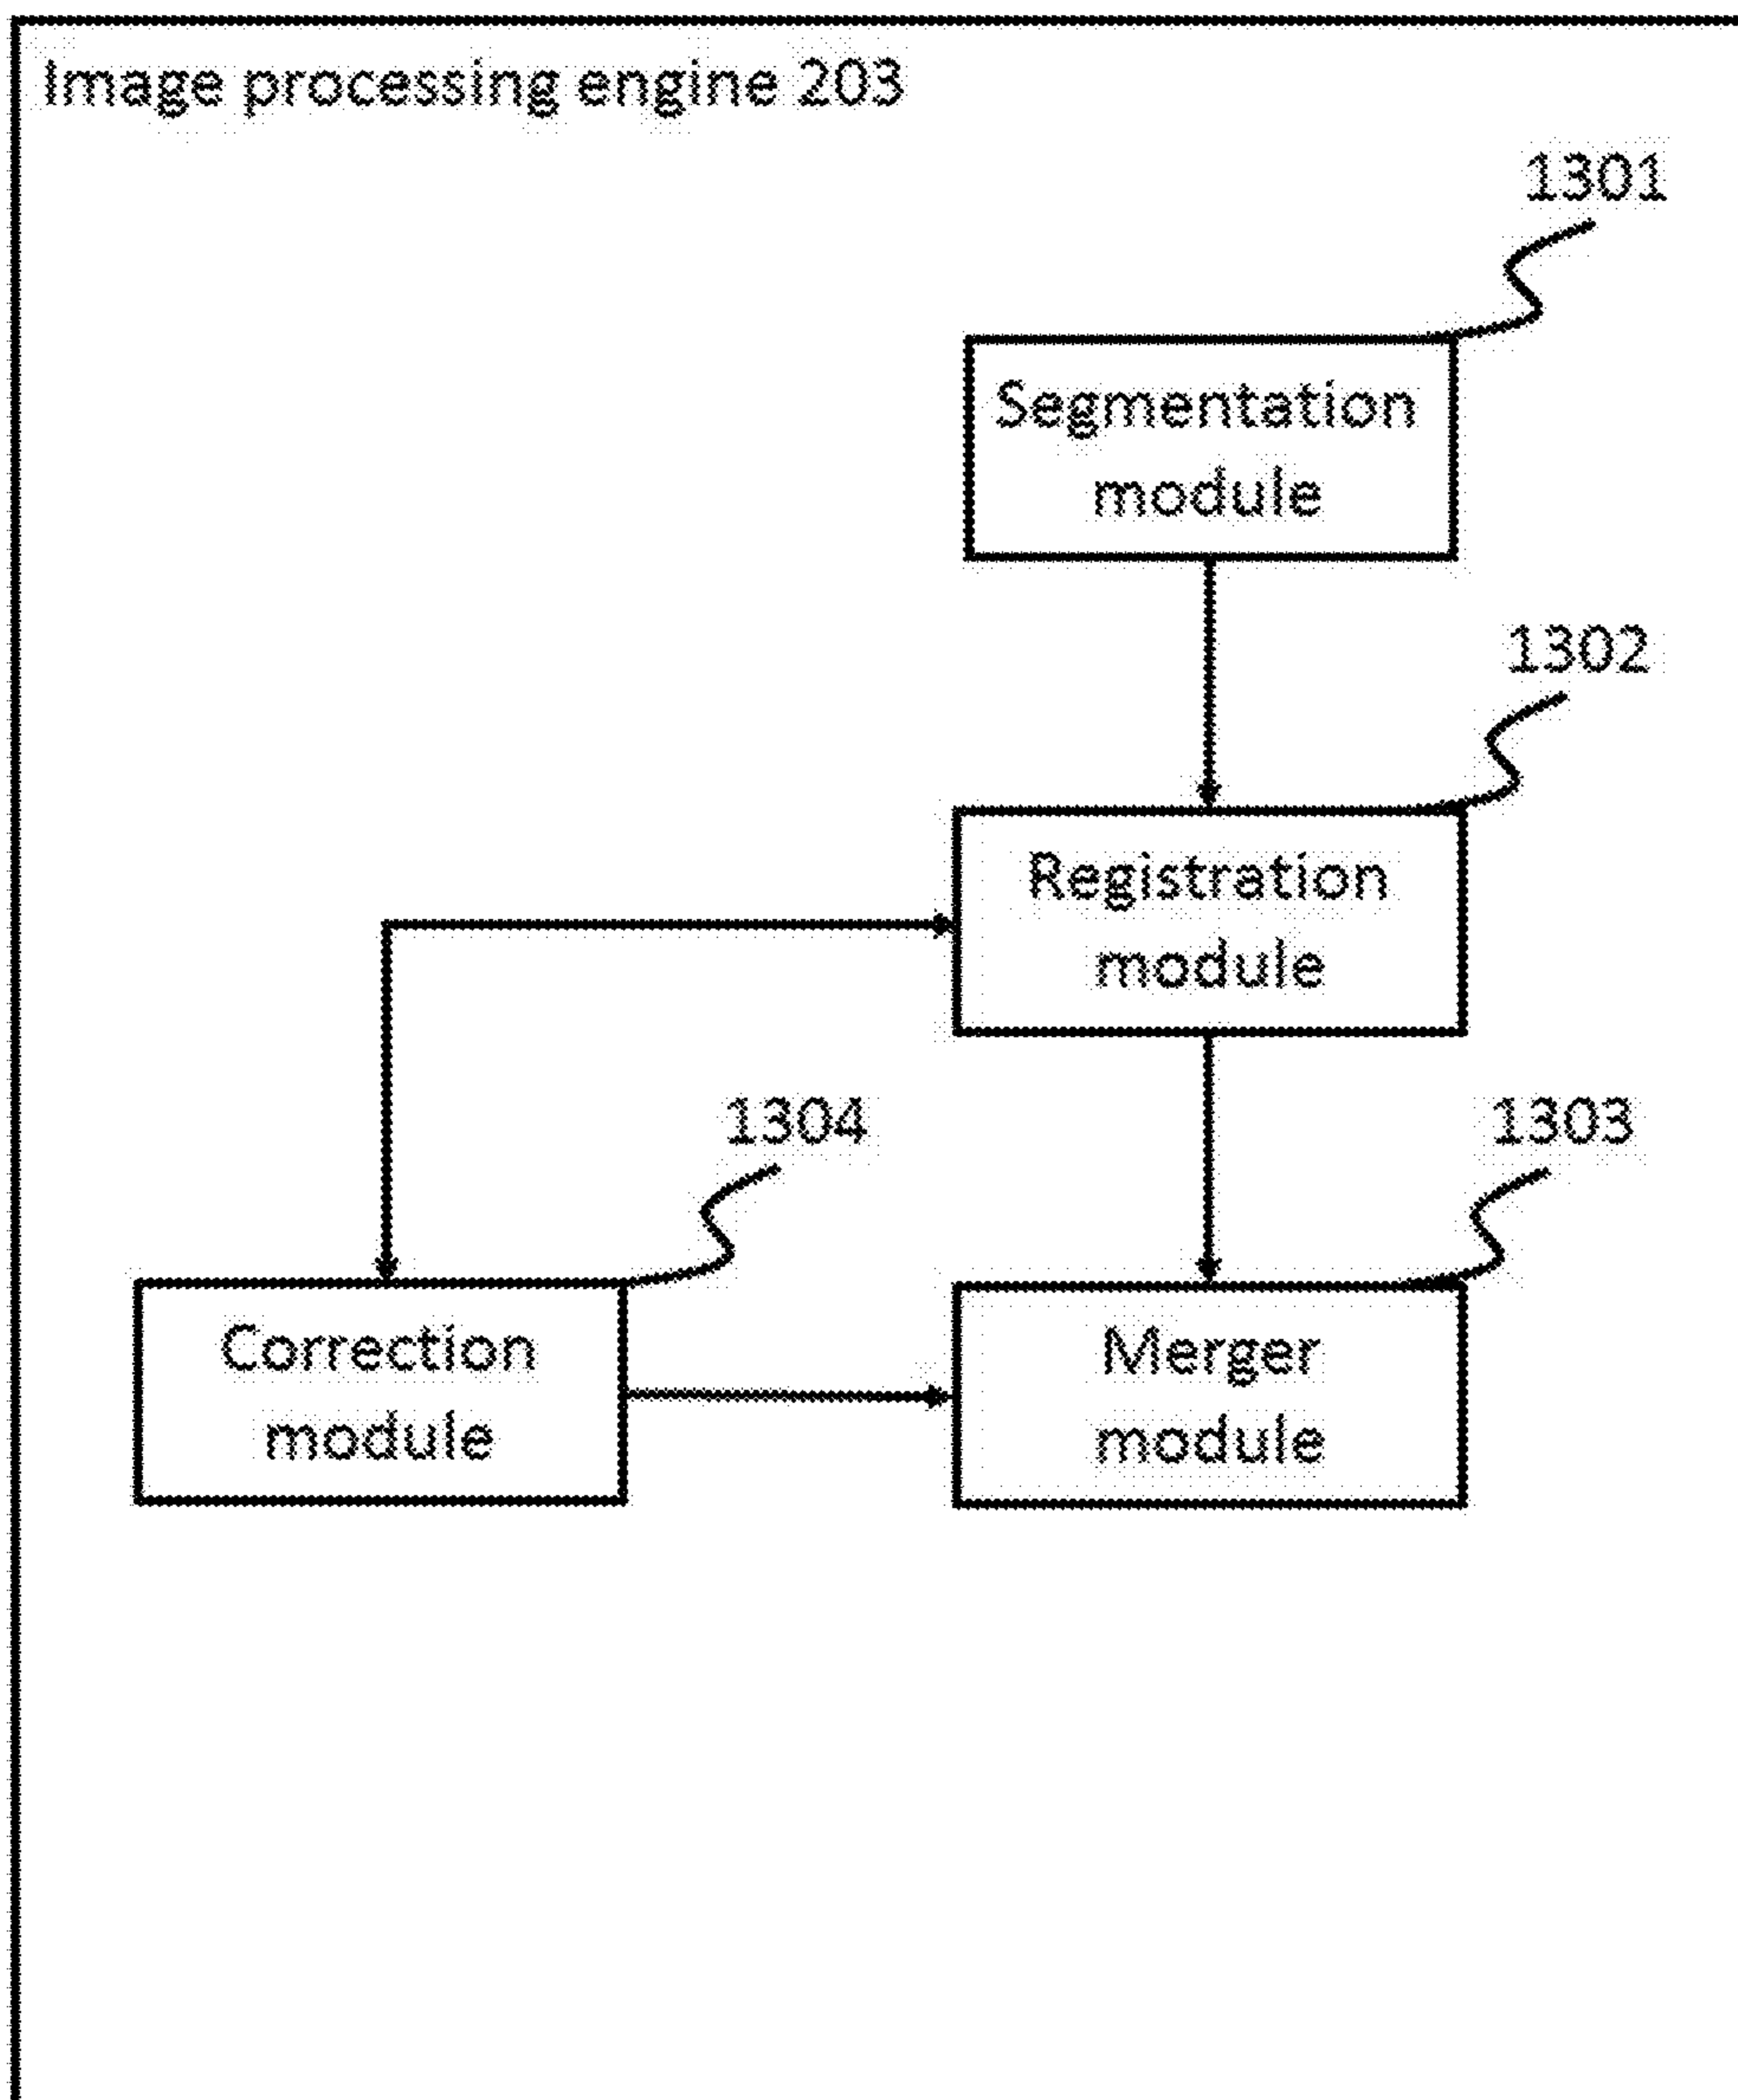 Image processing engine 203
1301
Segmentation
module
1302
Registration
module
1304
1303
Correction
module
Merger
module